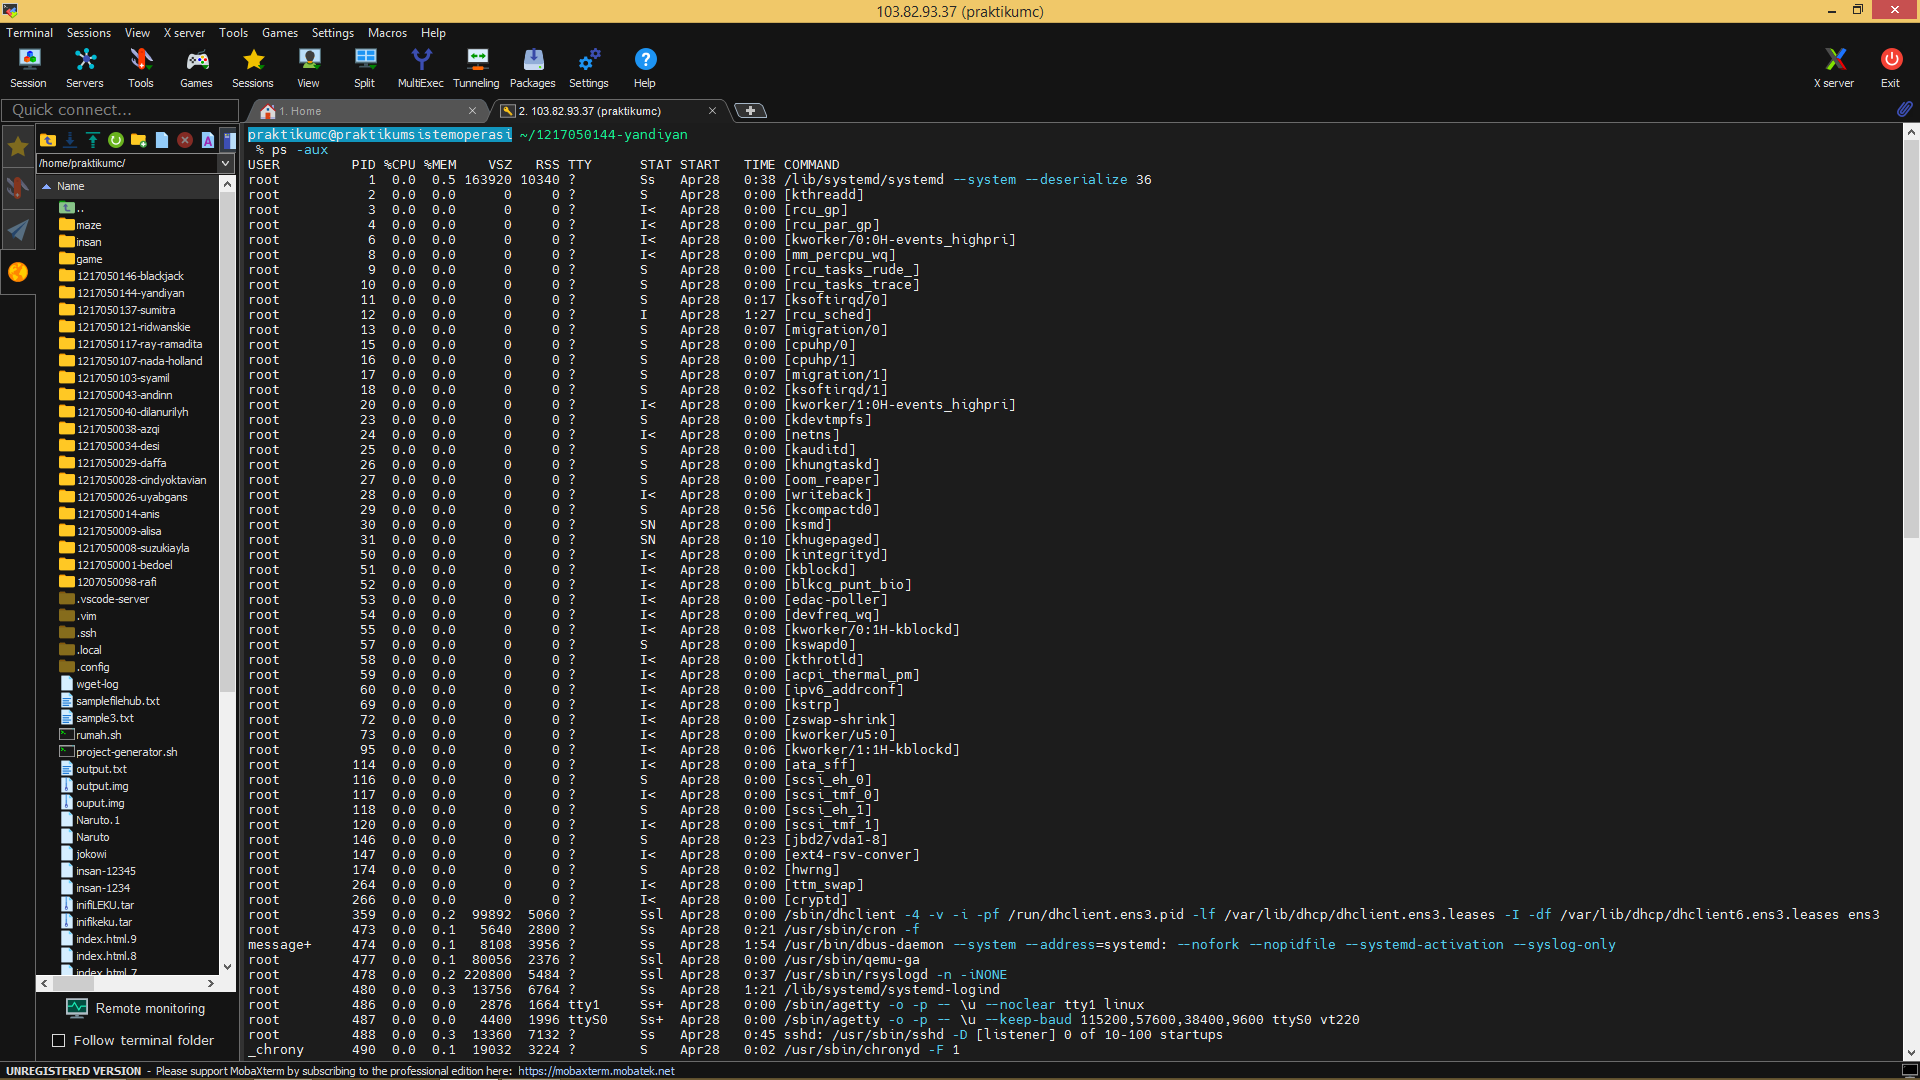 103.82.93.37 (praktikumc)
Terminal Sessions View X server Tools Games Settings Macros Help
Session Servers Tools Games Sessions View Split MultiExec Tunneling Packages Settings Help X server Exit
Quick connect...
1. Home
2. 103.82.93.37 (praktikumc)
/home/praktikumc/
Name
..
maze
insan
game
1217050146-blackjack
1217050144-yandiyan
1217050137-sumitra
1217050121-ridwanskie
1217050117-ray-ramadita
1217050107-nada-holland
1217050103-syamil
1217050043-andinn
1217050040-dilanurilyh
1217050038-azqi
1217050034-desi
1217050029-daffa
1217050028-cindyoktavian
1217050026-uyabgans
1217050014-anis
1217050009-alisa
1217050008-suzukiayla
1217050001-bedoel
1207050098-rafi
.vscode-server
.vim
.ssh
.local
.config
wget-log
samplefilehub.txt
sample3.txt
rumah.sh
project-generator.sh
output.txt
output.img
ouput.img
Naruto.1
Naruto
jokowi
insan-12345
insan-1234
inifiLEKU.tar
inifikeku.tar
index.html.9
index.html.8
index.html.7
Remote monitoring
Follow terminal folder
praktikumc@praktikumsistemoperasi ~/1217050144-yandiyan
% ps -aux
USER PID %CPU %MEM VSZ RSS TTY STAT START TIME COMMAND
root 1 0.0 0.5 163920 10340 ? Ss Apr28 0:38 /lib/systemd/systemd --system --deserialize 36
root 2 0.0 0.0 0 0 ? S Apr28 0:00 [kthreadd]
root 3 0.0 0.0 0 0 ? I< Apr28 0:00 [rcu_gp]
root 4 0.0 0.0 0 0 ? I< Apr28 0:00 [rcu_par_gp]
root 6 0.0 0.0 0 0 ? I< Apr28 0:00 [kworker/0:0H-events_highpri]
root 8 0.0 0.0 0 0 ? I< Apr28 0:00 [mm_percpu_wq]
root 9 0.0 0.0 0 0 ? S Apr28 0:00 [rcu_tasks_rude_]
root 10 0.0 0.0 0 0 ? S Apr28 0:00 [rcu_tasks_trace]
root 11 0.0 0.0 0 0 ? S Apr28 0:17 [ksoftirqd/0]
root 12 0.0 0.0 0 0 ? I Apr28 1:27 [rcu_sched]
root 13 0.0 0.0 0 0 ? S Apr28 0:07 [migration/0]
root 15 0.0 0.0 0 0 ? S Apr28 0:00 [cpuhp/0]
root 16 0.0 0.0 0 0 ? S Apr28 0:00 [cpuhp/1]
root 17 0.0 0.0 0 0 ? S Apr28 0:07 [migration/1]
root 18 0.0 0.0 0 0 ? S Apr28 0:02 [ksoftirqd/1]
root 20 0.0 0.0 0 0 ? I< Apr28 0:00 [kworker/1:0H-events_highpri]
root 23 0.0 0.0 0 0 ? S Apr28 0:00 [kdevtmpfs]
root 24 0.0 0.0 0 0 ? I< Apr28 0:00 [netns]
root 25 0.0 0.0 0 0 ? S Apr28 0:00 [kauditd]
root 26 0.0 0.0 0 0 ? S Apr28 0:00 [khungtaskd]
root 27 0.0 0.0 0 0 ? S Apr28 0:00 [oom_reaper]
root 28 0.0 0.0 0 0 ? I< Apr28 0:00 [writeback]
root 29 0.0 0.0 0 0 ? S Apr28 0:56 [kcompactd0]
root 30 0.0 0.0 0 0 ? SN Apr28 0:00 [ksmd]
root 31 0.0 0.0 0 0 ? SN Apr28 0:10 [khugepaged]
root 50 0.0 0.0 0 0 ? I< Apr28 0:00 [kintegrityd]
root 51 0.0 0.0 0 0 ? I< Apr28 0:00 [kblockd]
root 52 0.0 0.0 0 0 ? I< Apr28 0:00 [blkcg_punt_bio]
root 53 0.0 0.0 0 0 ? I< Apr28 0:00 [edac-poller]
root 54 0.0 0.0 0 0 ? I< Apr28 0:00 [devfreq_wq]
root 55 0.0 0.0 0 0 ? I< Apr28 0:08 [kworker/0:1H-kblockd]
root 57 0.0 0.0 0 0 ? S Apr28 0:00 [kswapd0]
root 58 0.0 0.0 0 0 ? I< Apr28 0:00 [kthrotld]
root 59 0.0 0.0 0 0 ? I< Apr28 0:00 [acpi_thermal_pm]
root 60 0.0 0.0 0 0 ? I< Apr28 0:00 [ipv6_addrconf]
root 69 0.0 0.0 0 0 ? I< Apr28 0:00 [kstrp]
root 72 0.0 0.0 0 0 ? I< Apr28 0:00 [zswap-shrink]
root 73 0.0 0.0 0 0 ? I< Apr28 0:00 [kworker/u5:0]
root 95 0.0 0.0 0 0 ? I< Apr28 0:06 [kworker/1:1H-kblockd]
root 114 0.0 0.0 0 0 ? I< Apr28 0:00 [ata_sff]
root 116 0.0 0.0 0 0 ? S Apr28 0:00 [scsi_eh_0]
root 117 0.0 0.0 0 0 ? I< Apr28 0:00 [scsi_tmf_0]
root 118 0.0 0.0 0 0 ? S Apr28 0:00 [scsi_eh_1]
root 120 0.0 0.0 0 0 ? I< Apr28 0:00 [scsi_tmf_1]
root 146 0.0 0.0 0 0 ? S Apr28 0:23 [jbd2/vda1-8]
root 147 0.0 0.0 0 0 ? I< Apr28 0:00 [ext4-rsv-conver]
root 174 0.0 0.0 0 0 ? S Apr28 0:02 [hwrng]
root 264 0.0 0.0 0 0 ? I< Apr28 0:00 [ttm_swap]
root 266 0.0 0.0 0 0 ? I< Apr28 0:00 [cryptd]
root 359 0.0 0.2 99892 5060 ? Ssl Apr28 0:00 /sbin/dhclient -4 -v -i -pf /run/dhclient.ens3.pid -lf /var/lib/dhcp/dhclient.ens3.leases -I -df /var/lib/dhcp/dhclient6.ens3.leases ens3
root 473 0.0 0.1 5640 2800 ? Ss Apr28 0:21 /usr/sbin/cron -f
message+ 474 0.0 0.1 8108 3956 ? Ss Apr28 1:54 /usr/bin/dbus-daemon --system --address=systemd: --nofork --nopidfile --systemd-activation --syslog-only
root 477 0.0 0.1 80056 2376 ? Ssl Apr28 0:00 /usr/sbin/qemu-ga
root 478 0.0 0.2 220800 5484 ? Ssl Apr28 0:37 /usr/sbin/rsyslogd -n -iNONE
root 480 0.0 0.3 13756 6764 ? Ss Apr28 1:21 /lib/systemd/systemd-logind
root 486 0.0 0.0 2876 1664 tty1 Ss+ Apr28 0:00 /sbin/agetty -o -p -- \u --noclear tty1 linux
root 487 0.0 0.0 4400 1996 ttyS0 Ss+ Apr28 0:00 /sbin/agetty -o -p -- \u --keep-baud 115200,57600,38400,9600 ttyS0 vt220
root 488 0.0 0.3 13360 7132 ? Ss Apr28 0:45 sshd: /usr/sbin/sshd -D [listener] 0 of 10-100 startups
_chrony 490 0.0 0.1 19032 3224 ? S Apr28 0:02 /usr/sbin/chronyd -F 1
UNREGISTERED VERSION - Please support MobaXterm by subscribing to the professional edition here: https://mobaxterm.mobatek.net